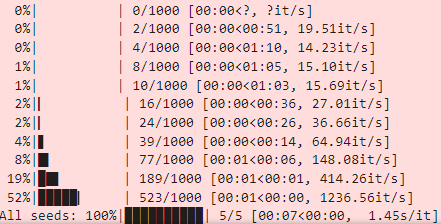 0%| | 0/1000 [00:00<?, ?it/s]
0%| | 2/1000 [00:00<00:51, 19.51it/s]
0%| | 4/1000 [00:00<01:10, 14.23it/s]
1%| | 8/1000 [00:00<01:05, 15.10it/s]
1%| | 10/1000 [00:00<01:03, 15.69it/s]
2%|▏ | 16/1000 [00:00<00:36, 27.01it/s]
2%|▏ | 24/1000 [00:00<00:26, 36.66it/s]
4%|▍ | 39/1000 [00:00<00:14, 64.94it/s]
8%|▊ | 77/1000 [00:01<00:06, 148.08it/s]
19%|█▉ | 189/1000 [00:01<00:01, 414.26it/s]
52%|█████▏ | 523/1000 [00:01<00:00, 1236.56it/s]
All seeds: 100%|██████████| 5/5 [00:07<00:00, 1.45s/it]